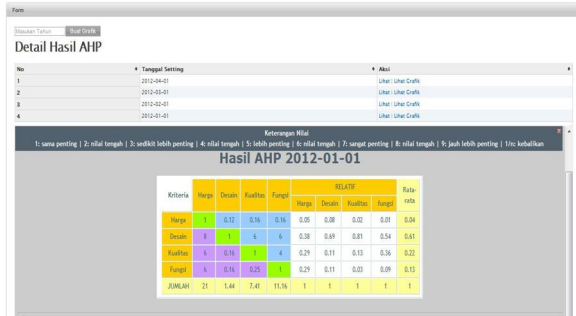 Form
Masukan Tahun Buat Grafik
Detail Hasil AHP
No Tanggal Setting Aksi
1 2012-04-01 Lihat | Lihat Grafik
2 2012-03-01 Lihat | Lihat Grafik
3 2012-02-01 Lihat | Lihat Grafik
4 2012-01-01 Lihat | Lihat Grafik
Keterangan Nilai
1: sama penting | 2: nilai tengah | 3: sedikit lebih penting | 4: nilai tengah | 5: lebih penting | 6: nilai tengah | 7: sangat penting | 8: nilai tengah | 9: jauh lebih penting | 1/n: kebalikan
Hasil AHP 2012-01-01
Kriteria Harga Desain Kualitas Fungsi RELATIF Rata-rata
Harga Desain Kualitas fungsi
Harga 1 0.12 0.16 0.16 0.05 0.08 0.02 0.01 0.04
Desain 8 1 6 6 0.38 0.69 0.81 0.54 0.61
Kualitas 6 0.16 1 4 0.29 0.11 0.13 0.36 0.22
Fungsi 6 0.16 0.25 1 0.29 0.11 0.03 0.09 0.13
JUMLAH 21 1.44 7.41 11.16 1 1 1 1 1